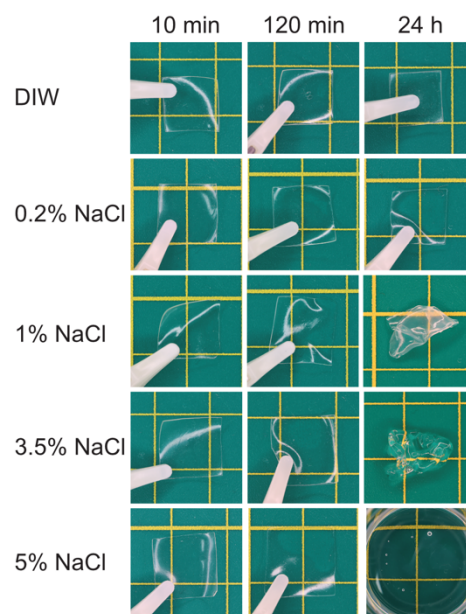 10 min 120 min 24 h
DIW
0.2% NaCl
1% NaCl
3.5% NaCl
5% NaCl